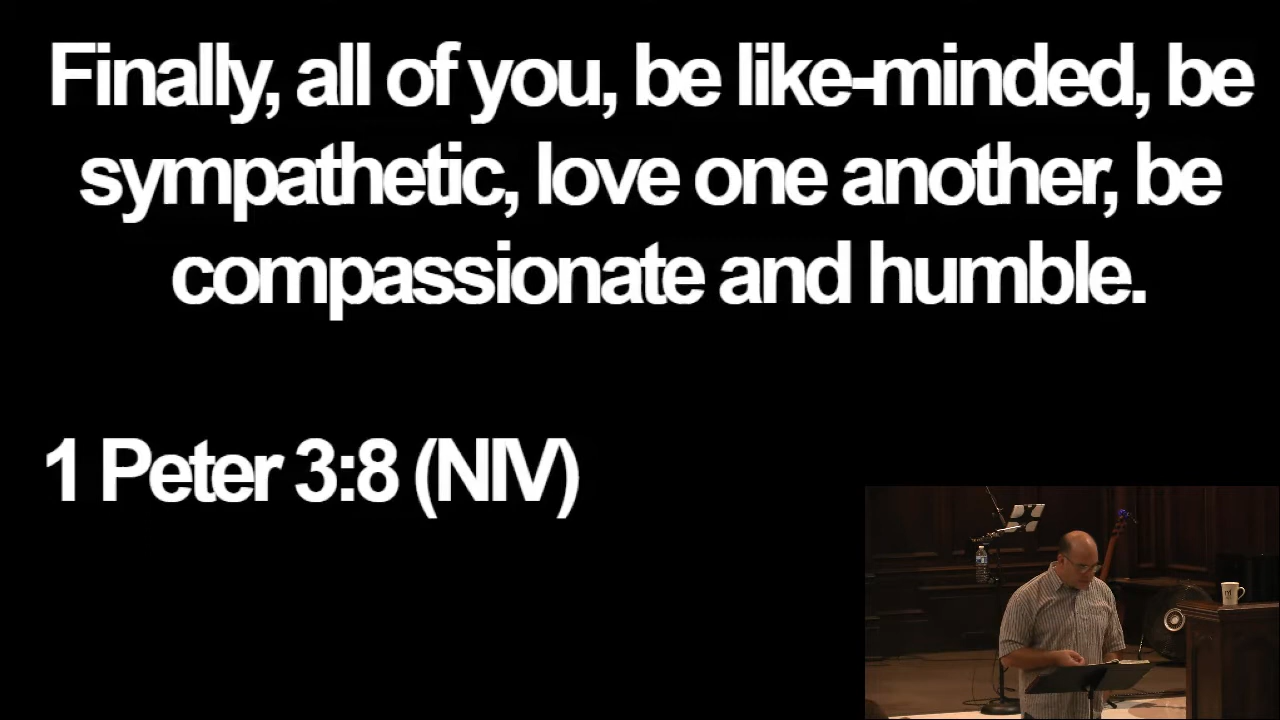 Finally, all of you, be like-minded, be
sympathetic, love one another, be
compassionate and humble.
1 Peter 3:8 (NIV)